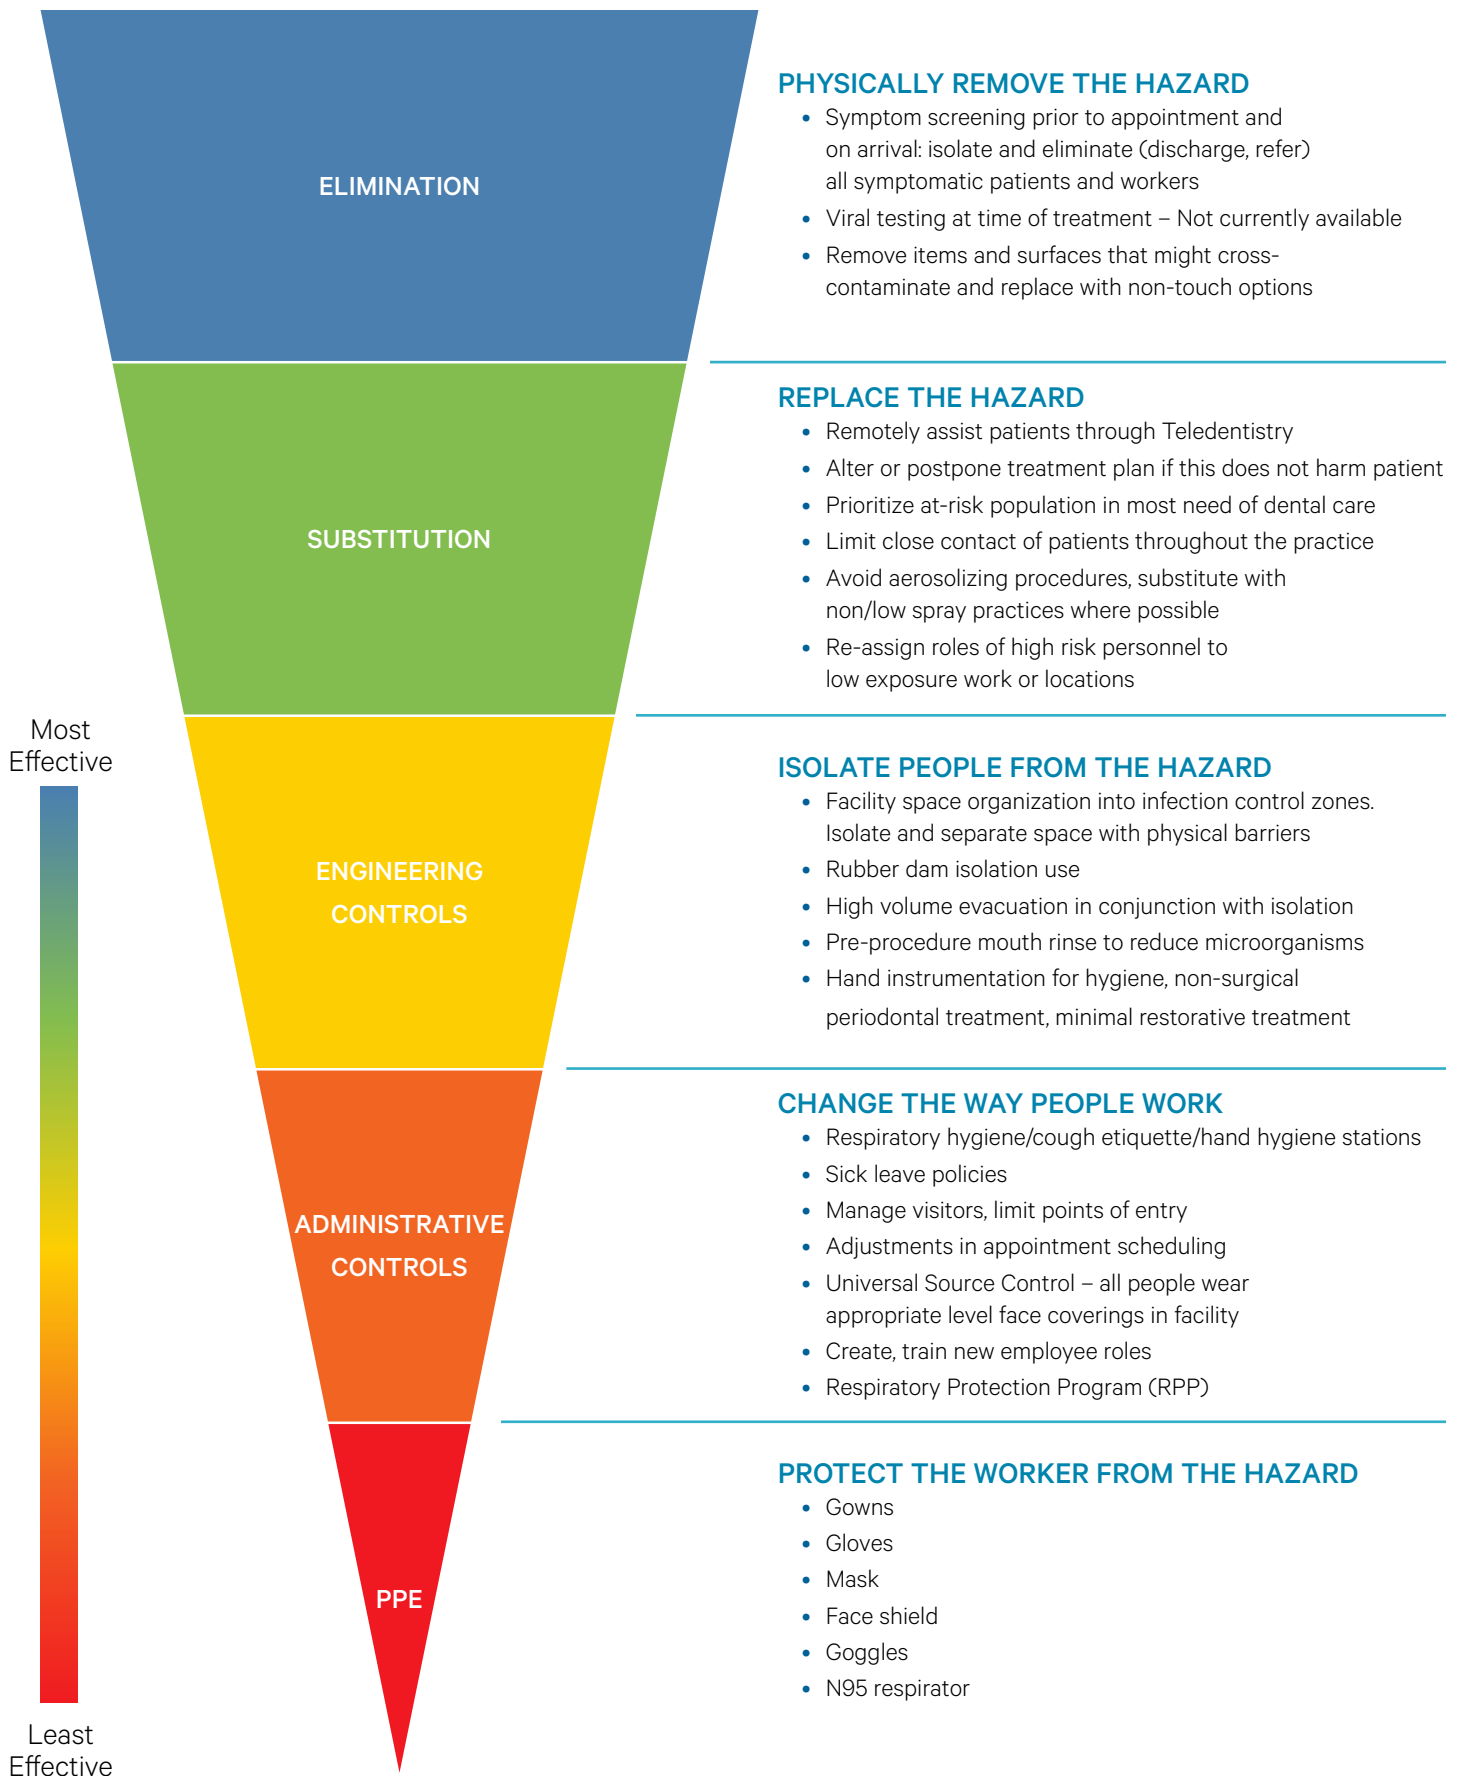 ELIMINATION
PHYSICALLY REMOVE THE HAZARD
• Symptom screening prior to appointment and
on arrival: isolate and eliminate (discharge, refer)
all symptomatic patients and workers
• Viral testing at time of treatment – Not currently available
• Remove items and surfaces that might cross-
contaminate and replace with non-touch options
SUBSTITUTION
REPLACE THE HAZARD
• Remotely assist patients through Teledentistry
• Alter or postpone treatment plan if this does not harm patient
• Prioritize at-risk population in most need of dental care
• Limit close contact of patients throughout the practice
• Avoid aerosolizing procedures, substitute with
non/low spray practices where possible
• Re-assign roles of high risk personnel to
low exposure work or locations
Most
Effective
ENGINEERING
CONTROLS
ISOLATE PEOPLE FROM THE HAZARD
• Facility space organization into infection control zones.
Isolate and separate space with physical barriers
• Rubber dam isolation use
• High volume evacuation in conjunction with isolation
• Pre-procedure mouth rinse to reduce microorganisms
• Hand instrumentation for hygiene, non-surgical
periodontal treatment, minimal restorative treatment
ADMINISTRATIVE
CONTROLS
CHANGE THE WAY PEOPLE WORK
• Respiratory hygiene/cough etiquette/hand hygiene stations
• Sick leave policies
• Manage visitors, limit points of entry
• Adjustments in appointment scheduling
• Universal Source Control – all people wear
appropriate level face coverings in facility
• Create, train new employee roles
• Respiratory Protection Program (RPP)
PPE
PROTECT THE WORKER FROM THE HAZARD
• Gowns
• Gloves
• Mask
• Face shield
• Goggles
• N95 respirator
Least
Effective